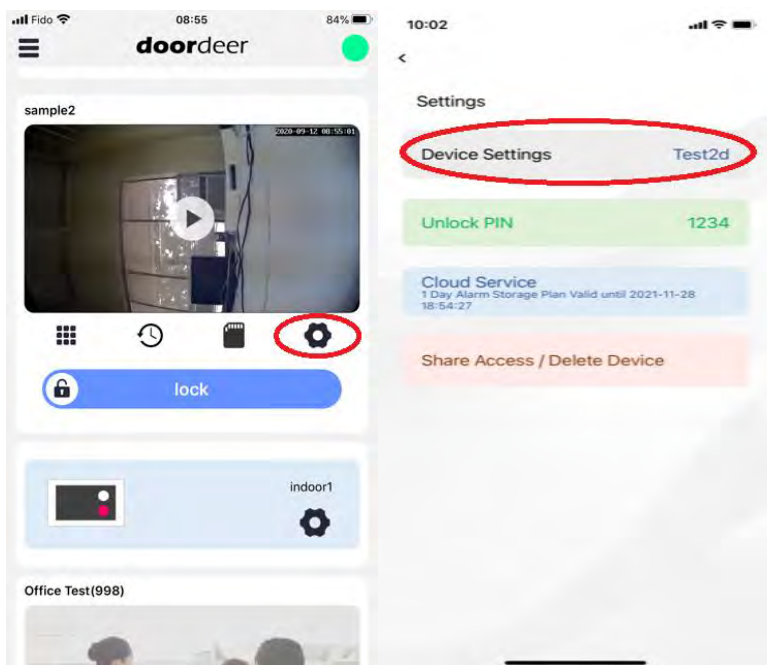 Fido 08:55 84%
doordeer
sample2
2020-09-12 08:55:01
lock
indoor1
Office Test(998)
10:02
<
Settings
Device Settings Test2d
Unlock PIN 1234
Cloud Service
1 Day Alarm Storage Plan Valid until 2021-11-28
18:54:27
Share Access / Delete Device